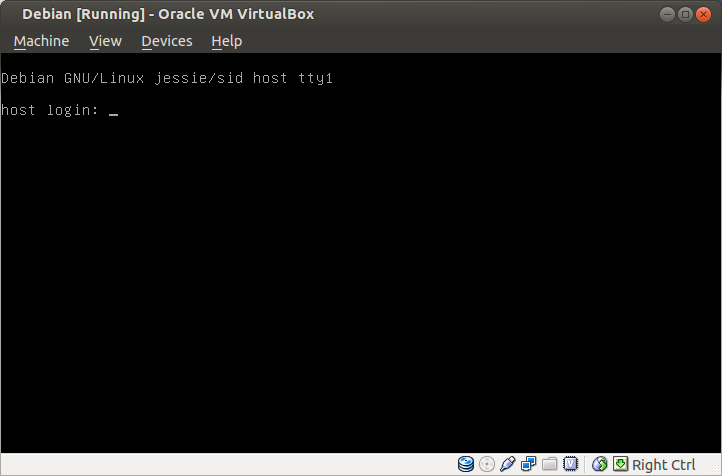 Debian [Running] - Oracle VM VirtualBox
Machine View Devices Help
Debian GNU/Linux jessie/sid host tty1
host login: _
Right Ctrl